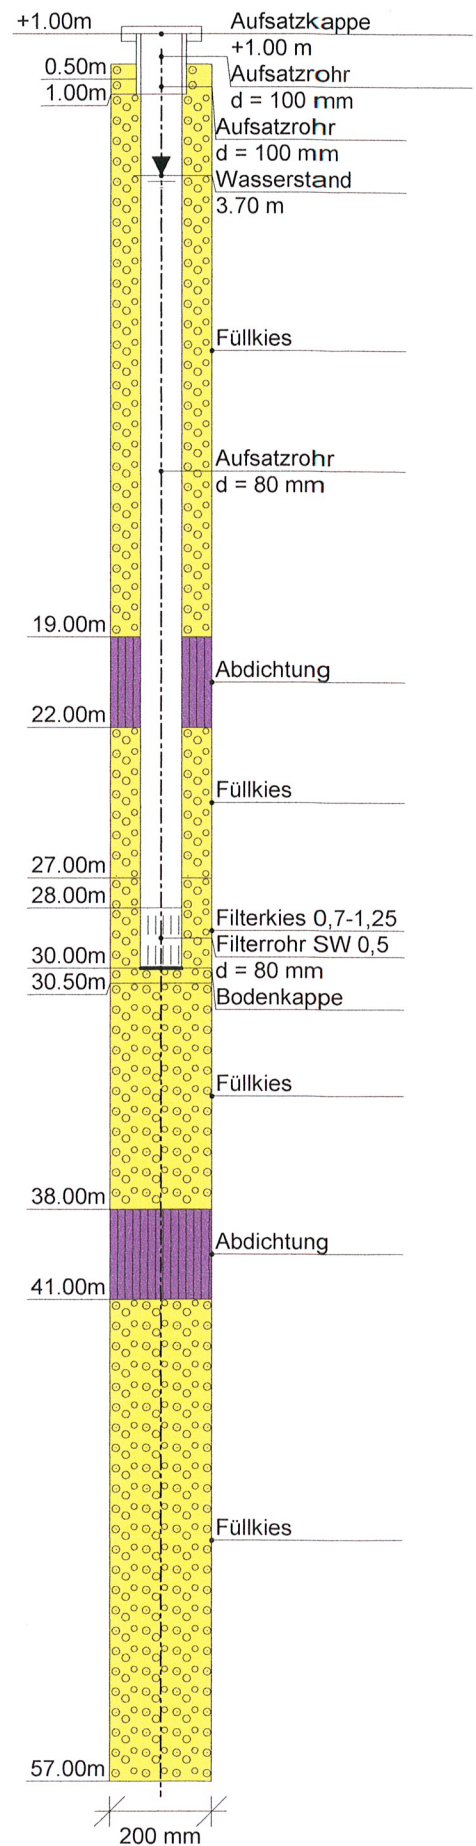 +1.00m
Aufsatzkappe
+1.00 m
0.50m
Aufsatzrohr
1.00m
d = 100 mm
Aufsatzrohr
d = 100 mm
Wasserstand
3.70 m
Füllkies
Aufsatzrohr
d = 80 mm
19.00m
Abdichtung
22.00m
Füllkies
27.00m
28.00m
Filterkies 0,7-1,25
Filterrohr SW 0,5
30.00m
d = 80 mm
30.50m
Bodenkappe
Füllkies
38.00m
Abdichtung
41.00m
Füllkies
57.00m
200 mm